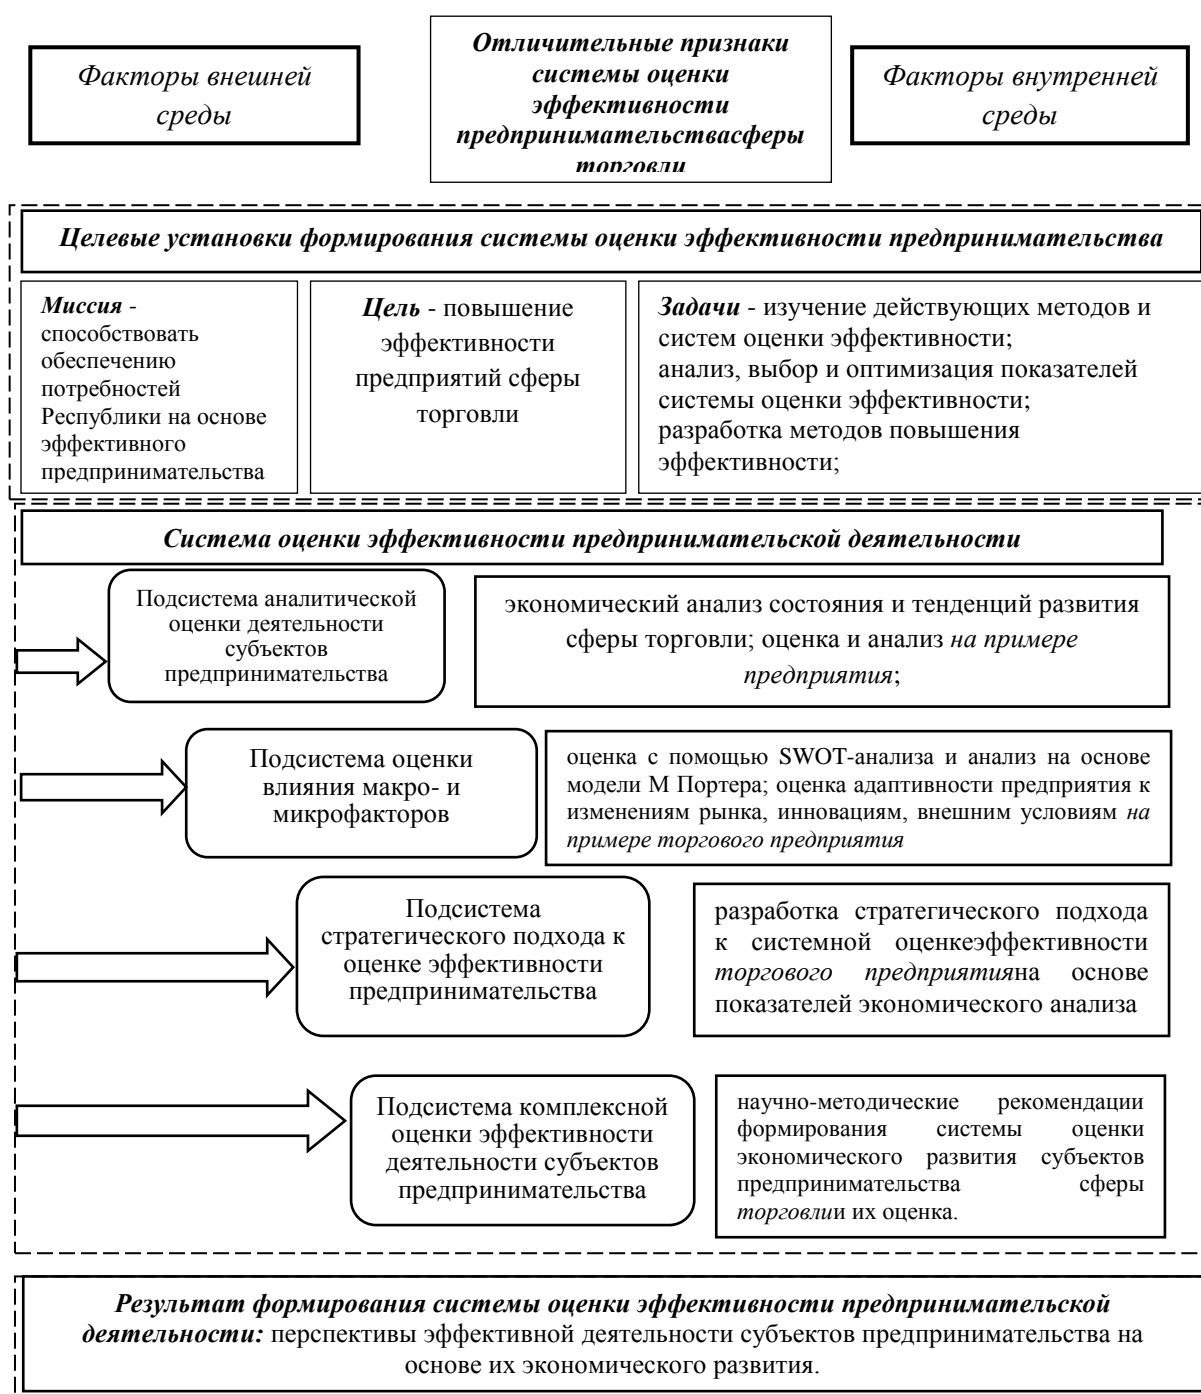 Факторы внешней
среды
Отличительные признаки
системы оценки
эффективности
предпринимательствасферы
торговли
Факторы внутренней
среды
Целевые установки формирования системы оценки эффективности предпринимательства
Миссия -
способствовать
обеспечению
потребностей
Республики на основе
эффективного
предпринимательства
Цель - повышение
эффективности
предприятий сферы
торговли
Задачи - изучение действующих методов и
систем оценки эффективности;
анализ, выбор и оптимизация показателей
системы оценки эффективности;
разработка методов повышения
эффективности;
Система оценки эффективности предпринимательской деятельности
Подсистема аналитической
оценки деятельности
субъектов
предпринимательства
экономический анализ состояния и тенденций развития
сферы торговли; оценка и анализ на примере
предприятия;
Подсистема оценки
влияния макро- и
микрофакторов
оценка с помощью SWOT-анализа и анализ на основе
модели М Портера; оценка адаптивности предприятия к
изменениям рынка, инновациям, внешним условиям на
примере торгового предприятия
Подсистема
стратегического подхода к
оценке эффективности
предпринимательства
разработка стратегического подхода
к системной оценкеэффективности
торгового предприятияна основе
показателей экономического анализа
Подсистема комплексной
оценки эффективности
деятельности субъектов
предпринимательства
научно-методические рекомендации
формирования системы оценки
экономического развития субъектов
предпринимательства сферы
торговлии их оценка.
Результат формирования системы оценки эффективности предпринимательской
деятельности: перспективы эффективной деятельности субъектов предпринимательства на
основе их экономического развития.